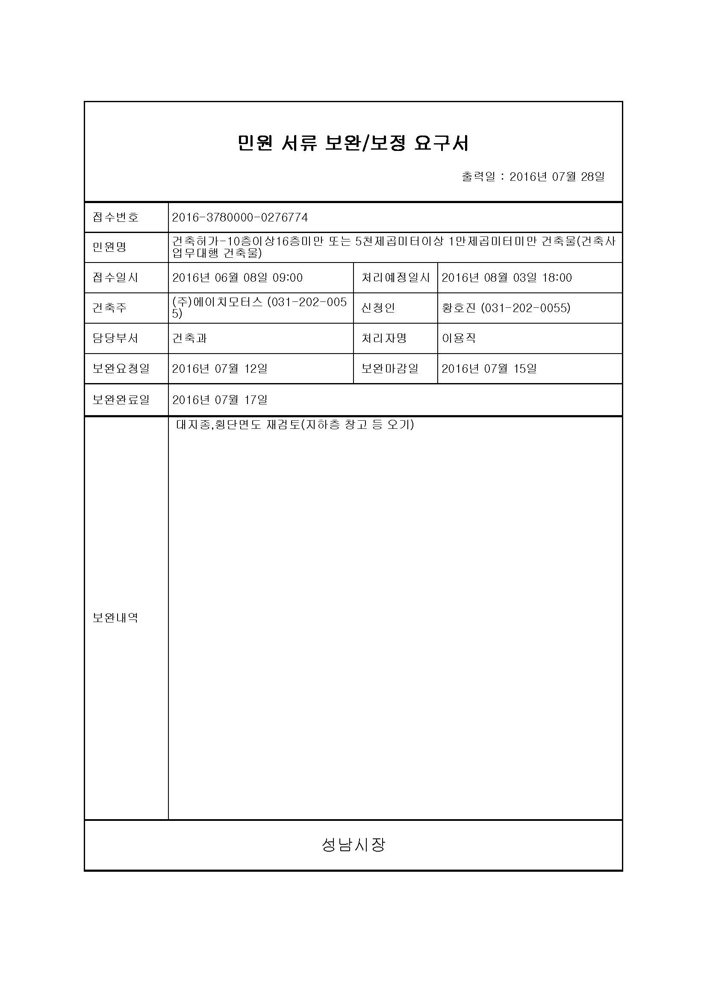 민원 서류 보완/보정 요구서
출력일 : 2016년 07월 28일
접수번호 2016-3780000-0276774
민원명 건축허가-10층이상16층미만 또는 5천제곱미터이상 1만제곱미터미만 건축물(건축사
업무대행 건축물)
접수일시 2016년 06월 08일 09:00 처리예정일시 2016년 08월 03일 18:00
건축주 (주)에이치모터스 (031-202-005
5) 신청인 황호진 (031-202-0055)
담당부서 건축과 처리자명 이용직
보완요청일 2016년 07월 12일 보완마감일 2016년 07월 15일
보완완료일 2016년 07월 17일
대지종,횡단면도 재검토(지하층 창고 등 오기)
보완내역
성남시장